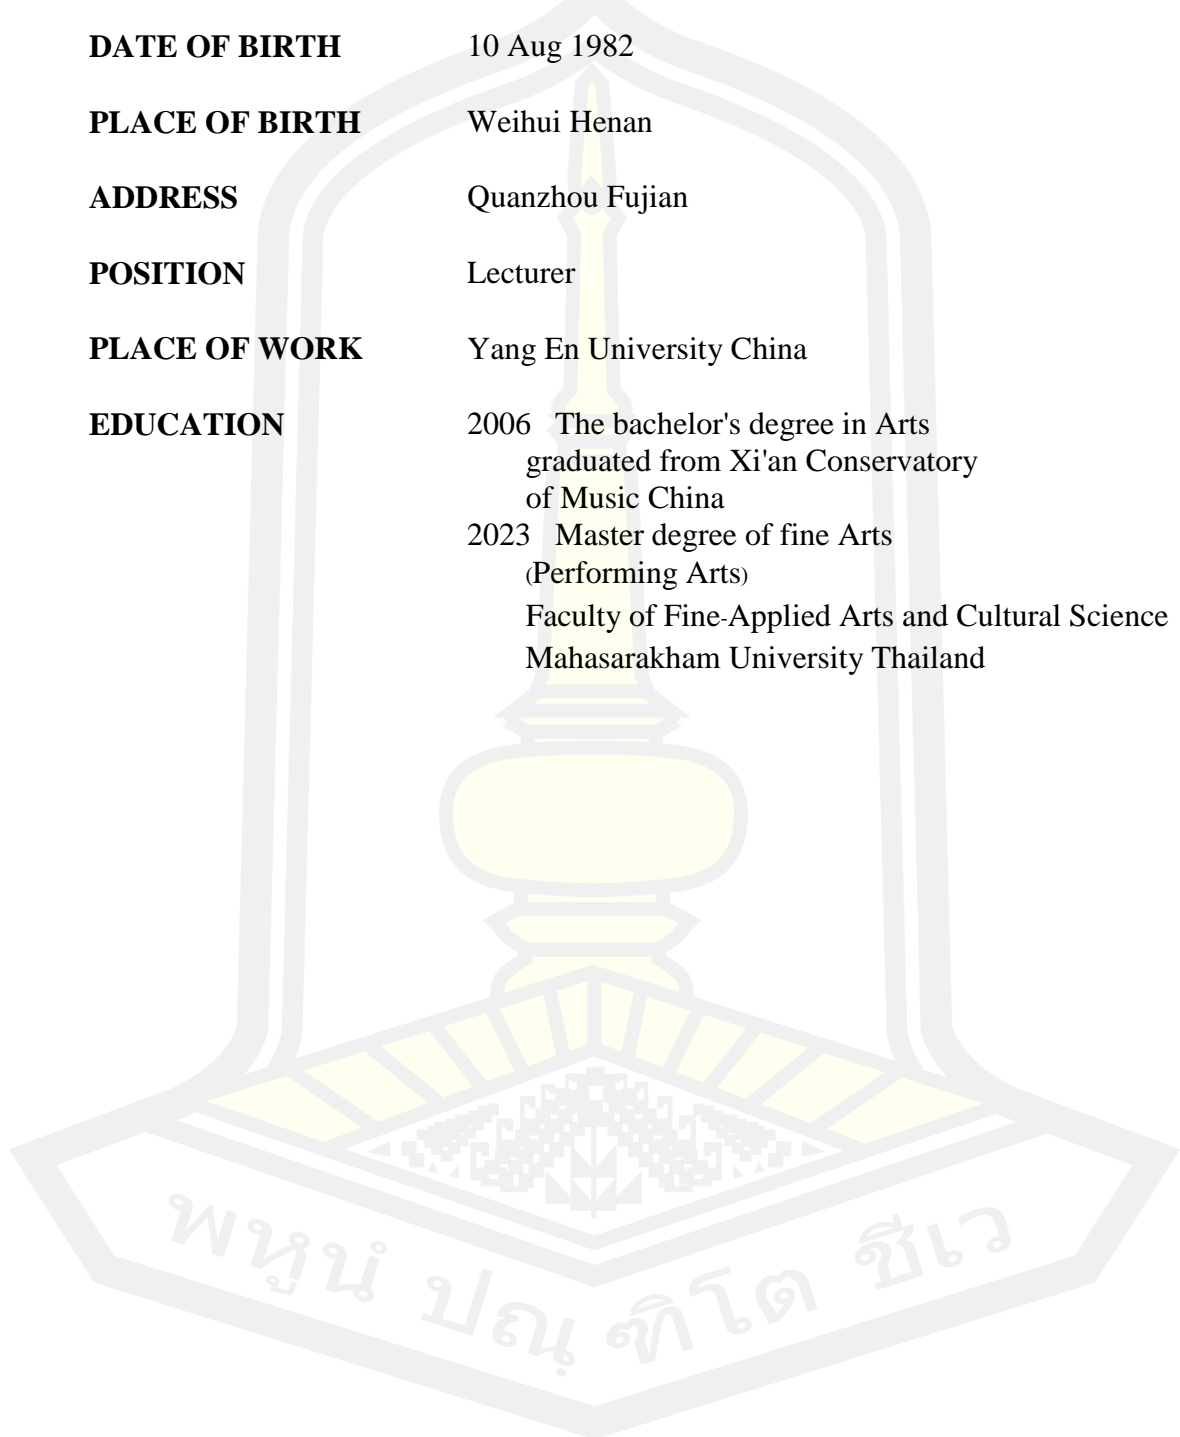 DATE OF BIRTH 10 Aug 1982
PLACE OF BIRTH Weihui Henan
ADDRESS Quanzhou Fujian
POSITION Lecturer
PLACE OF WORK Yang En University China
EDUCATION 2006 The bachelor's degree in Arts
graduated from Xi'an Conservatory
of Music China
2023 Master degree of fine Arts
(Performing Arts)
Faculty of Fine-Applied Arts and Cultural Science
Mahasarakham University Thailand
พหูนํ ปณฺฑิโต ชีเว